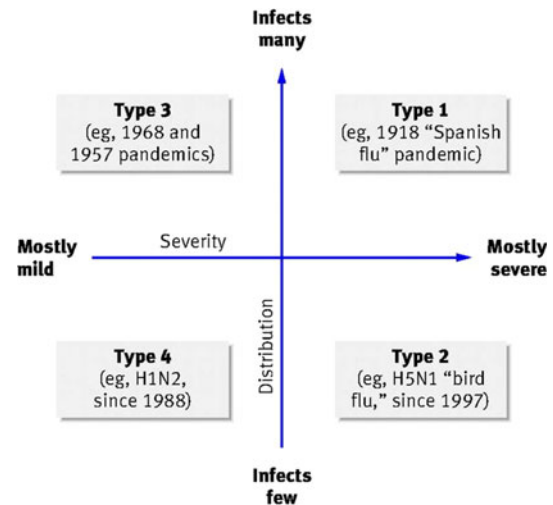 Infects
many
Type 3
(eg, 1968 and
1957 pandemics)
Type 1
(eg, 1918 “Spanish
flu” pandemic)
Mostly
mild
Severity
Mostly
severe
Distribution
Type 4
(eg, H1N2,
since 1988)
Type 2
(eg, H5N1 “bird
flu,” since 1997)
Infects
few